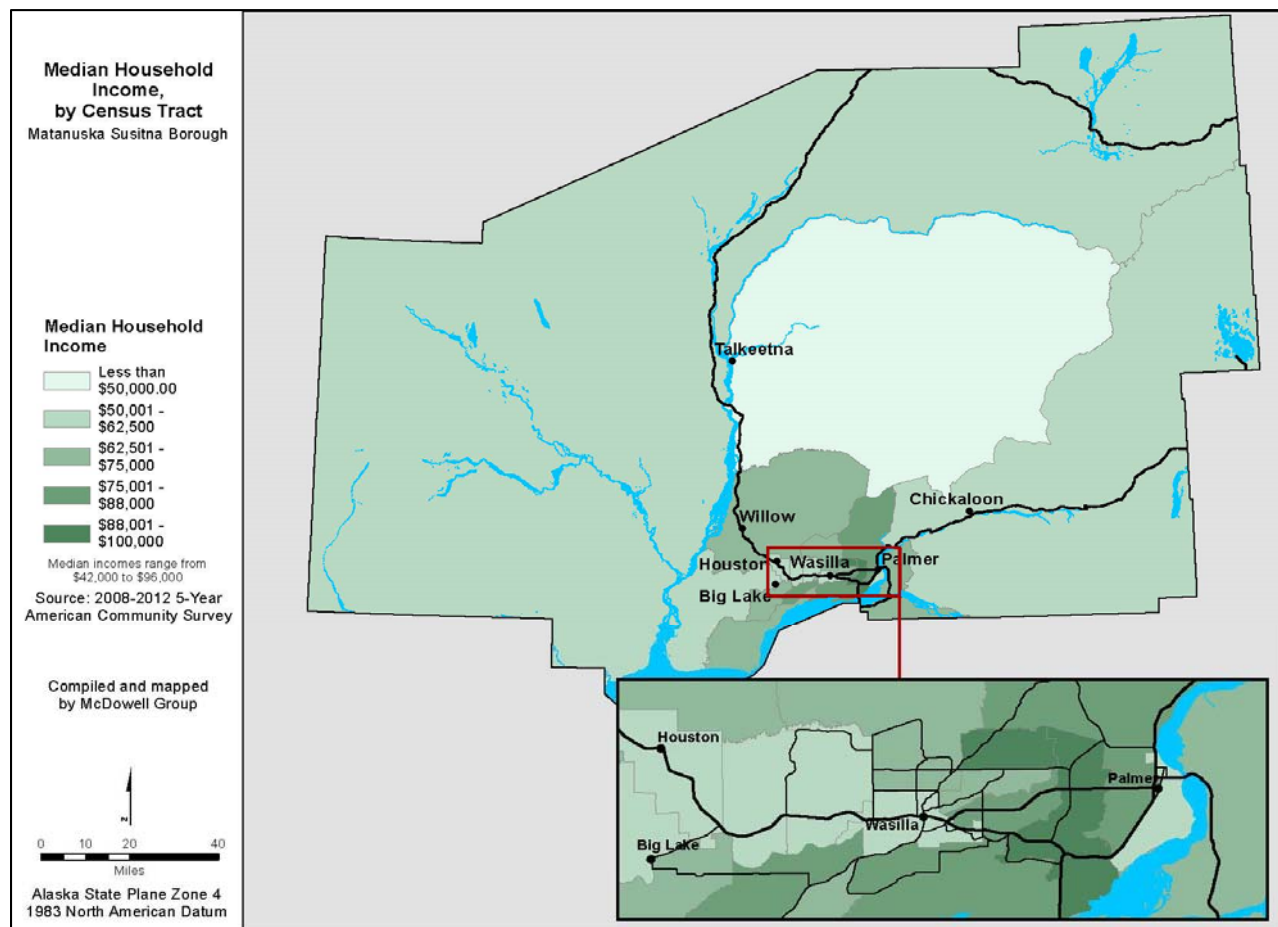 Median Household
Income,
by Census Tract
Matanuska Susitna Borough
Median Household
Income
Less than
$50,000.00
$50,001 -
$62,500
$62,501 -
$75,000
$75,001 -
$88,000
$88,001 -
$100,000
Median incomes range from
$42,000 to $96,000
Source: 2008-2012 5-Year
American Community Survey
Compiled and mapped
by McDowell Group
N
0 10 20 40
Miles
Alaska State Plane Zone 4
1983 North American Datum
Talkeetna
Chickaloon
Willow
Houston
Wasilla
Palmer
Big Lake
Houston
Palmer
Wasilla
Big Lake